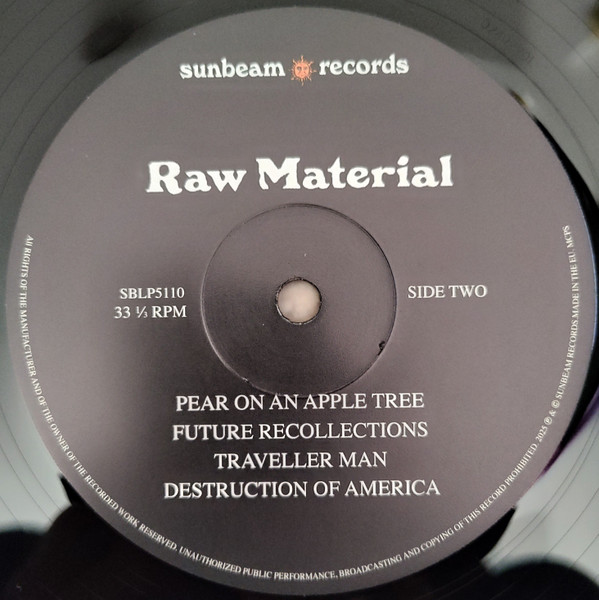 sunbeam records
Raw Material
SBLP5110
33 ⅓ RPM
SIDE TWO
PEAR ON AN APPLE TREE
FUTURE RECOLLECTIONS
TRAVELLER MAN
DESTRUCTION OF AMERICA
All RIGHTS OF THE MANUFACTURER AND OF THE OWNER OF THE RECORDED WORK RESERVED. UNAUTHORIZED PUBLIC PERFORMANCE, BROADCASTING AND COPYING OF THIS RECORD PROHIBITED. 2025 ℗ & © SUNBEAM RECORDS.MADE IN THE EU. MCPS